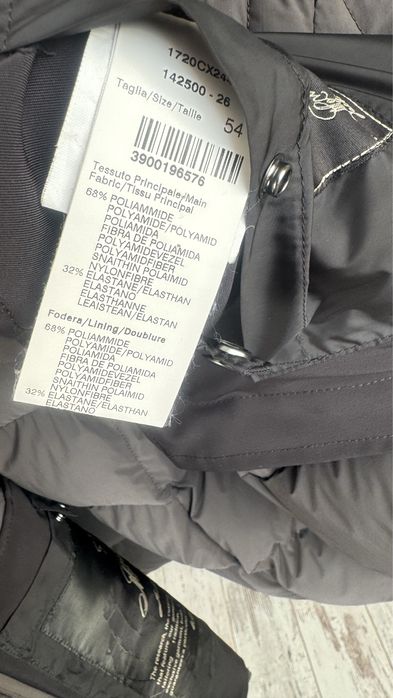 1720CX24
142500 - 26
Taglia/Size/Taille 54
3900196576
Tessuto Principale/Main
Fabric/Tissu Principal
68% POLIAMMIDE
POLYAMIDE/POLYAMID
POLIAMIDA
FIBRA DE POLIAMIDA
POLYAMIDEVEZEL
POLYAMIDFIBER
SNAITHIN POLAIMID
NYLONFIBRE
32% ELASTANE/ELASTHAN
ELASTANO
ELASTHANNE
LEAISTEAN/ELASTAN
Fodera/Lining/Doublure
68% POLIAMMIDE
POLYAMIDE/POLYAMID
POLIAMIDA
FIBRA DE POLIAMIDA
POLYAMIDEVEZEL
POLYAMIDFIBER
SNAITHIN POLAIMID
NYLONFIBRE
32% ELASTANE/ELASTHAN
ELASTANO